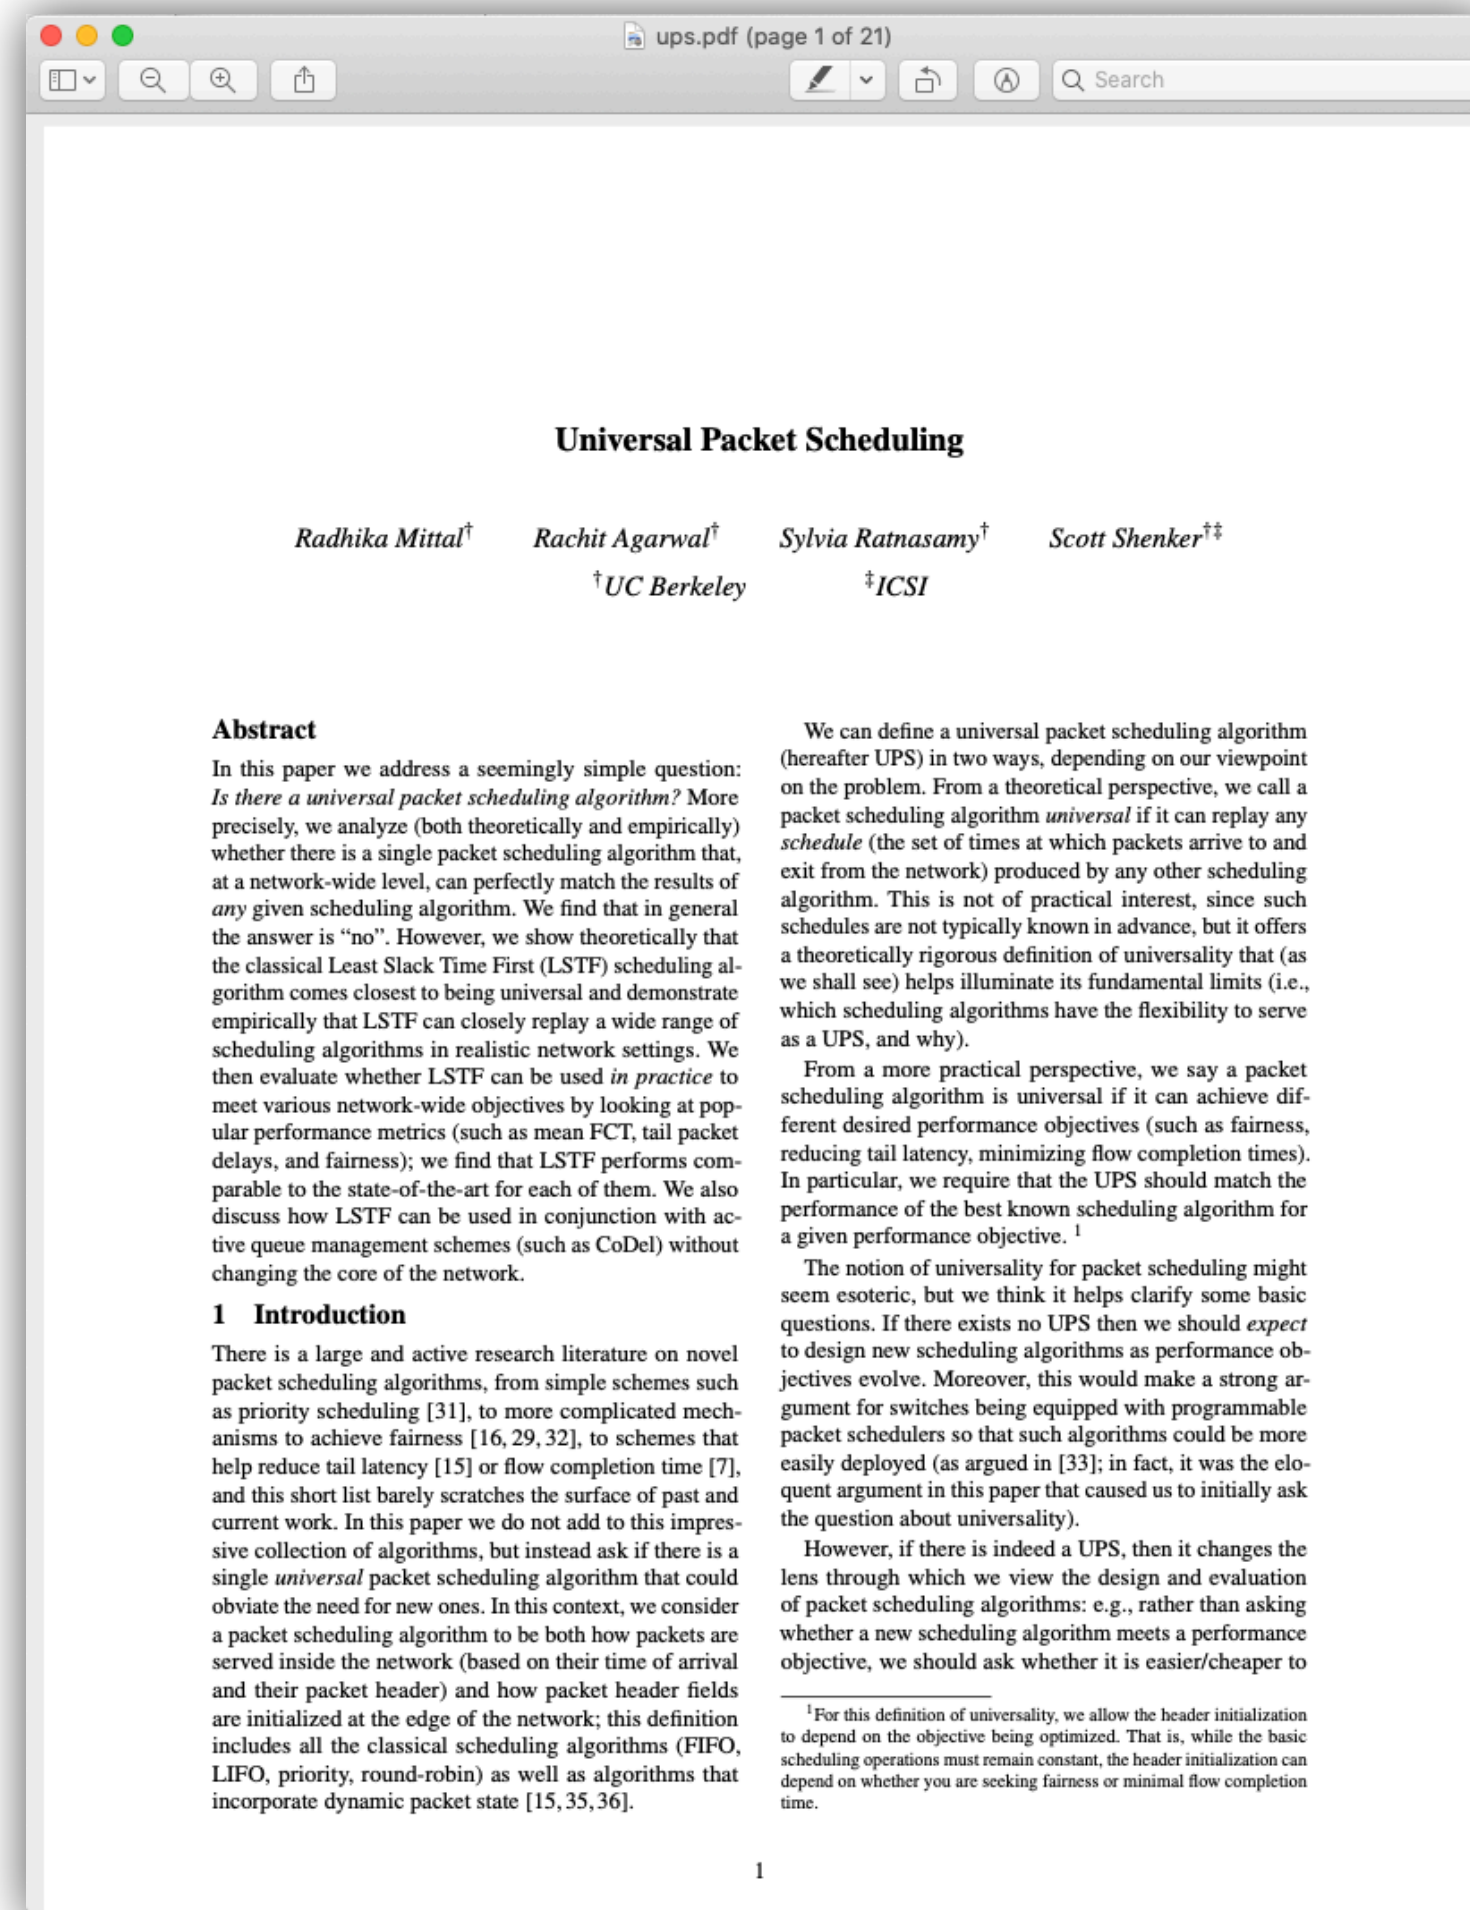 ups.pdf (page 1 of 21)
Search
Universal Packet Scheduling
Radhika Mittal† Rachit Agarwal† Sylvia Ratnasamy† Scott Shenker†‡
†UC Berkeley ‡ICSI
Abstract
In this paper we address a seemingly simple question:
Is there a universal packet scheduling algorithm? More
precisely, we analyze (both theoretically and empirically)
whether there is a single packet scheduling algorithm that,
at a network-wide level, can perfectly match the results of
any given scheduling algorithm. We find that in general
the answer is “no”. However, we show theoretically that
the classical Least Slack Time First (LSTF) scheduling al-
gorithm comes closest to being universal and demonstrate
empirically that LSTF can closely replay a wide range of
scheduling algorithms in realistic network settings. We
then evaluate whether LSTF can be used in practice to
meet various network-wide objectives by looking at pop-
ular performance metrics (such as mean FCT, tail packet
delays, and fairness); we find that LSTF performs com-
parable to the state-of-the-art for each of them. We also
discuss how LSTF can be used in conjunction with ac-
tive queue management schemes (such as CoDel) without
changing the core of the network.
1 Introduction
There is a large and active research literature on novel
packet scheduling algorithms, from simple schemes such
as priority scheduling [31], to more complicated mech-
anisms to achieve fairness [16, 29, 32], to schemes that
help reduce tail latency [15] or flow completion time [7],
and this short list barely scratches the surface of past and
current work. In this paper we do not add to this impres-
sive collection of algorithms, but instead ask if there is a
single universal packet scheduling algorithm that could
obviate the need for new ones. In this context, we consider
a packet scheduling algorithm to be both how packets are
served inside the network (based on their time of arrival
and their packet header) and how packet header fields
are initialized at the edge of the network; this definition
includes all the classical scheduling algorithms (FIFO,
LIFO, priority, round-robin) as well as algorithms that
incorporate dynamic packet state [15, 35, 36].
We can define a universal packet scheduling algorithm
(hereafter UPS) in two ways, depending on our viewpoint
on the problem. From a theoretical perspective, we call a
packet scheduling algorithm universal if it can replay any
schedule (the set of times at which packets arrive to and
exit from the network) produced by any other scheduling
algorithm. This is not of practical interest, since such
schedules are not typically known in advance, but it offers
a theoretically rigorous definition of universality that (as
we shall see) helps illuminate its fundamental limits (i.e.,
which scheduling algorithms have the flexibility to serve
as a UPS, and why).
From a more practical perspective, we say a packet
scheduling algorithm is universal if it can achieve dif-
ferent desired performance objectives (such as fairness,
reducing tail latency, minimizing flow completion times).
In particular, we require that the UPS should match the
performance of the best known scheduling algorithm for
a given performance objective. 1
The notion of universality for packet scheduling might
seem esoteric, but we think it helps clarify some basic
questions. If there exists no UPS then we should expect
to design new scheduling algorithms as performance ob-
jectives evolve. Moreover, this would make a strong ar-
gument for switches being equipped with programmable
packet schedulers so that such algorithms could be more
easily deployed (as argued in [33]; in fact, it was the elo-
quent argument in this paper that caused us to initially ask
the question about universality).
However, if there is indeed a UPS, then it changes the
lens through which we view the design and evaluation
of packet scheduling algorithms: e.g., rather than asking
whether a new scheduling algorithm meets a performance
objective, we should ask whether it is easier/cheaper to
1For this definition of universality, we allow the header initialization
to depend on the objective being optimized. That is, while the basic
scheduling operations must remain constant, the header initialization can
depend on whether you are seeking fairness or minimal flow completion
time.
1